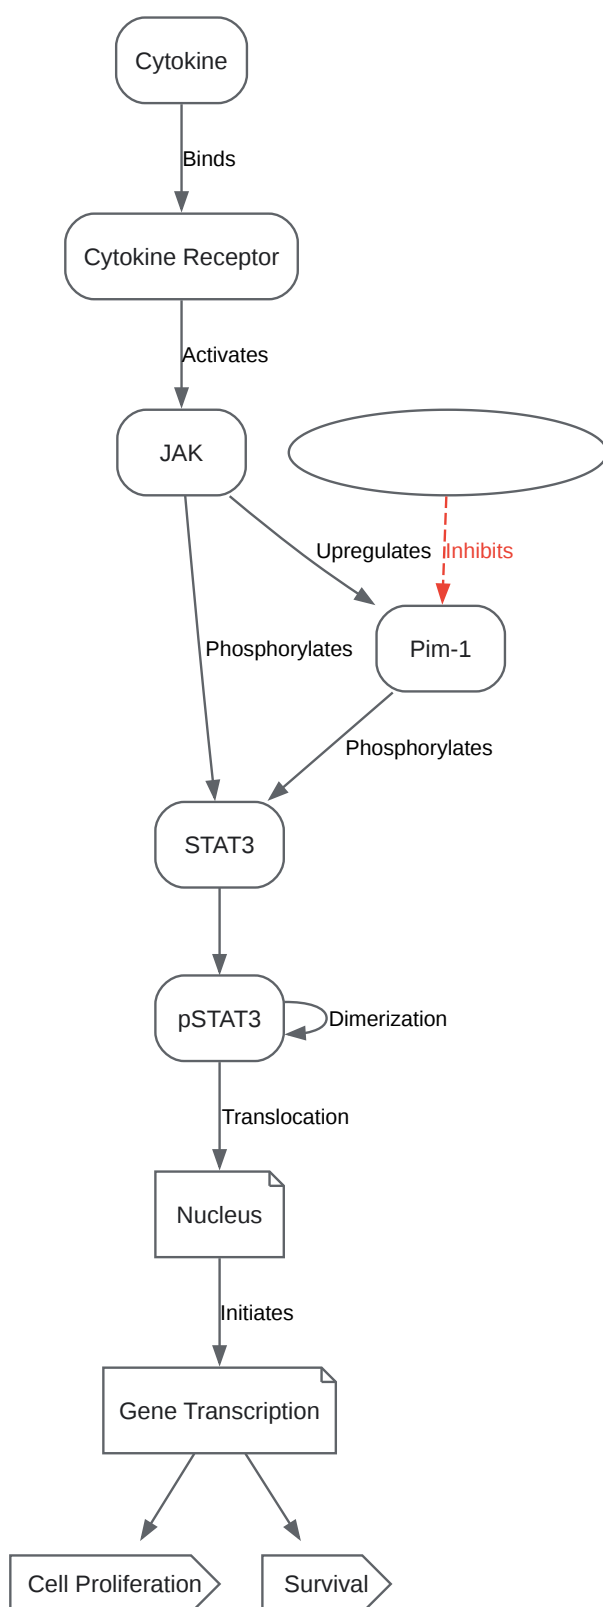 Cytokine
Binds
Cytokine Receptor
Activates
JAK
Upregulates
Inhibits
Pim-1
Phosphorylates
Phosphorylates
STAT3
pSTAT3
Dimerization
Translocation
Nucleus
Initiates
Gene Transcription
Cell Proliferation
Survival